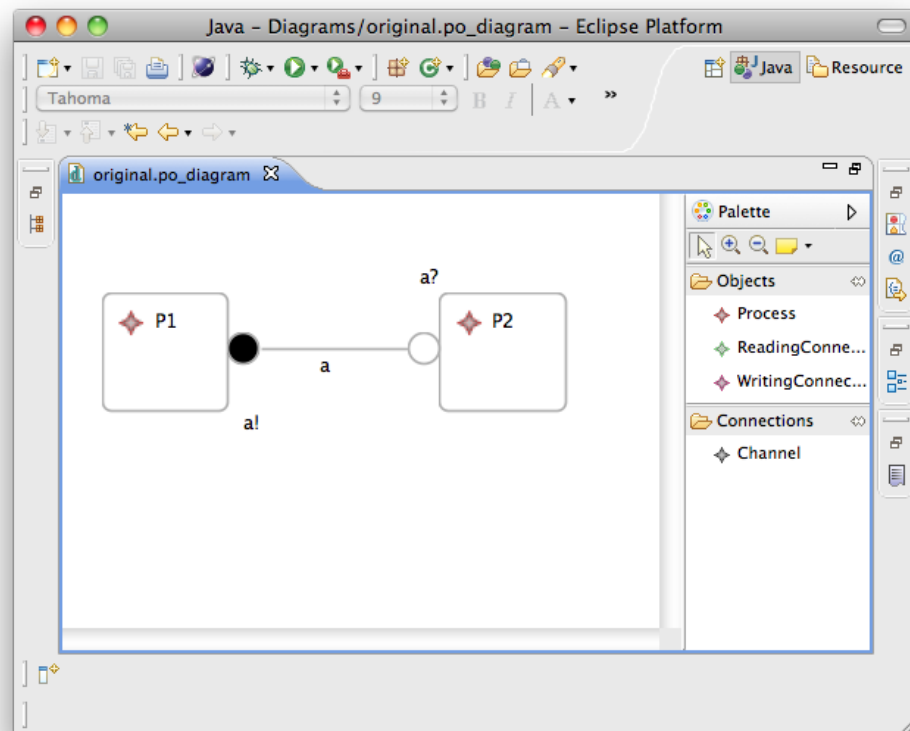 Java – Diagrams/original.po_diagram – Eclipse Platform
Java Resource
Tahoma 9 B I A »
original.po_diagram
Palette
a?
Objects
P1 P2
Process
ReadingConne...
a
WritingConnec...
a!
Connections
Channel
@